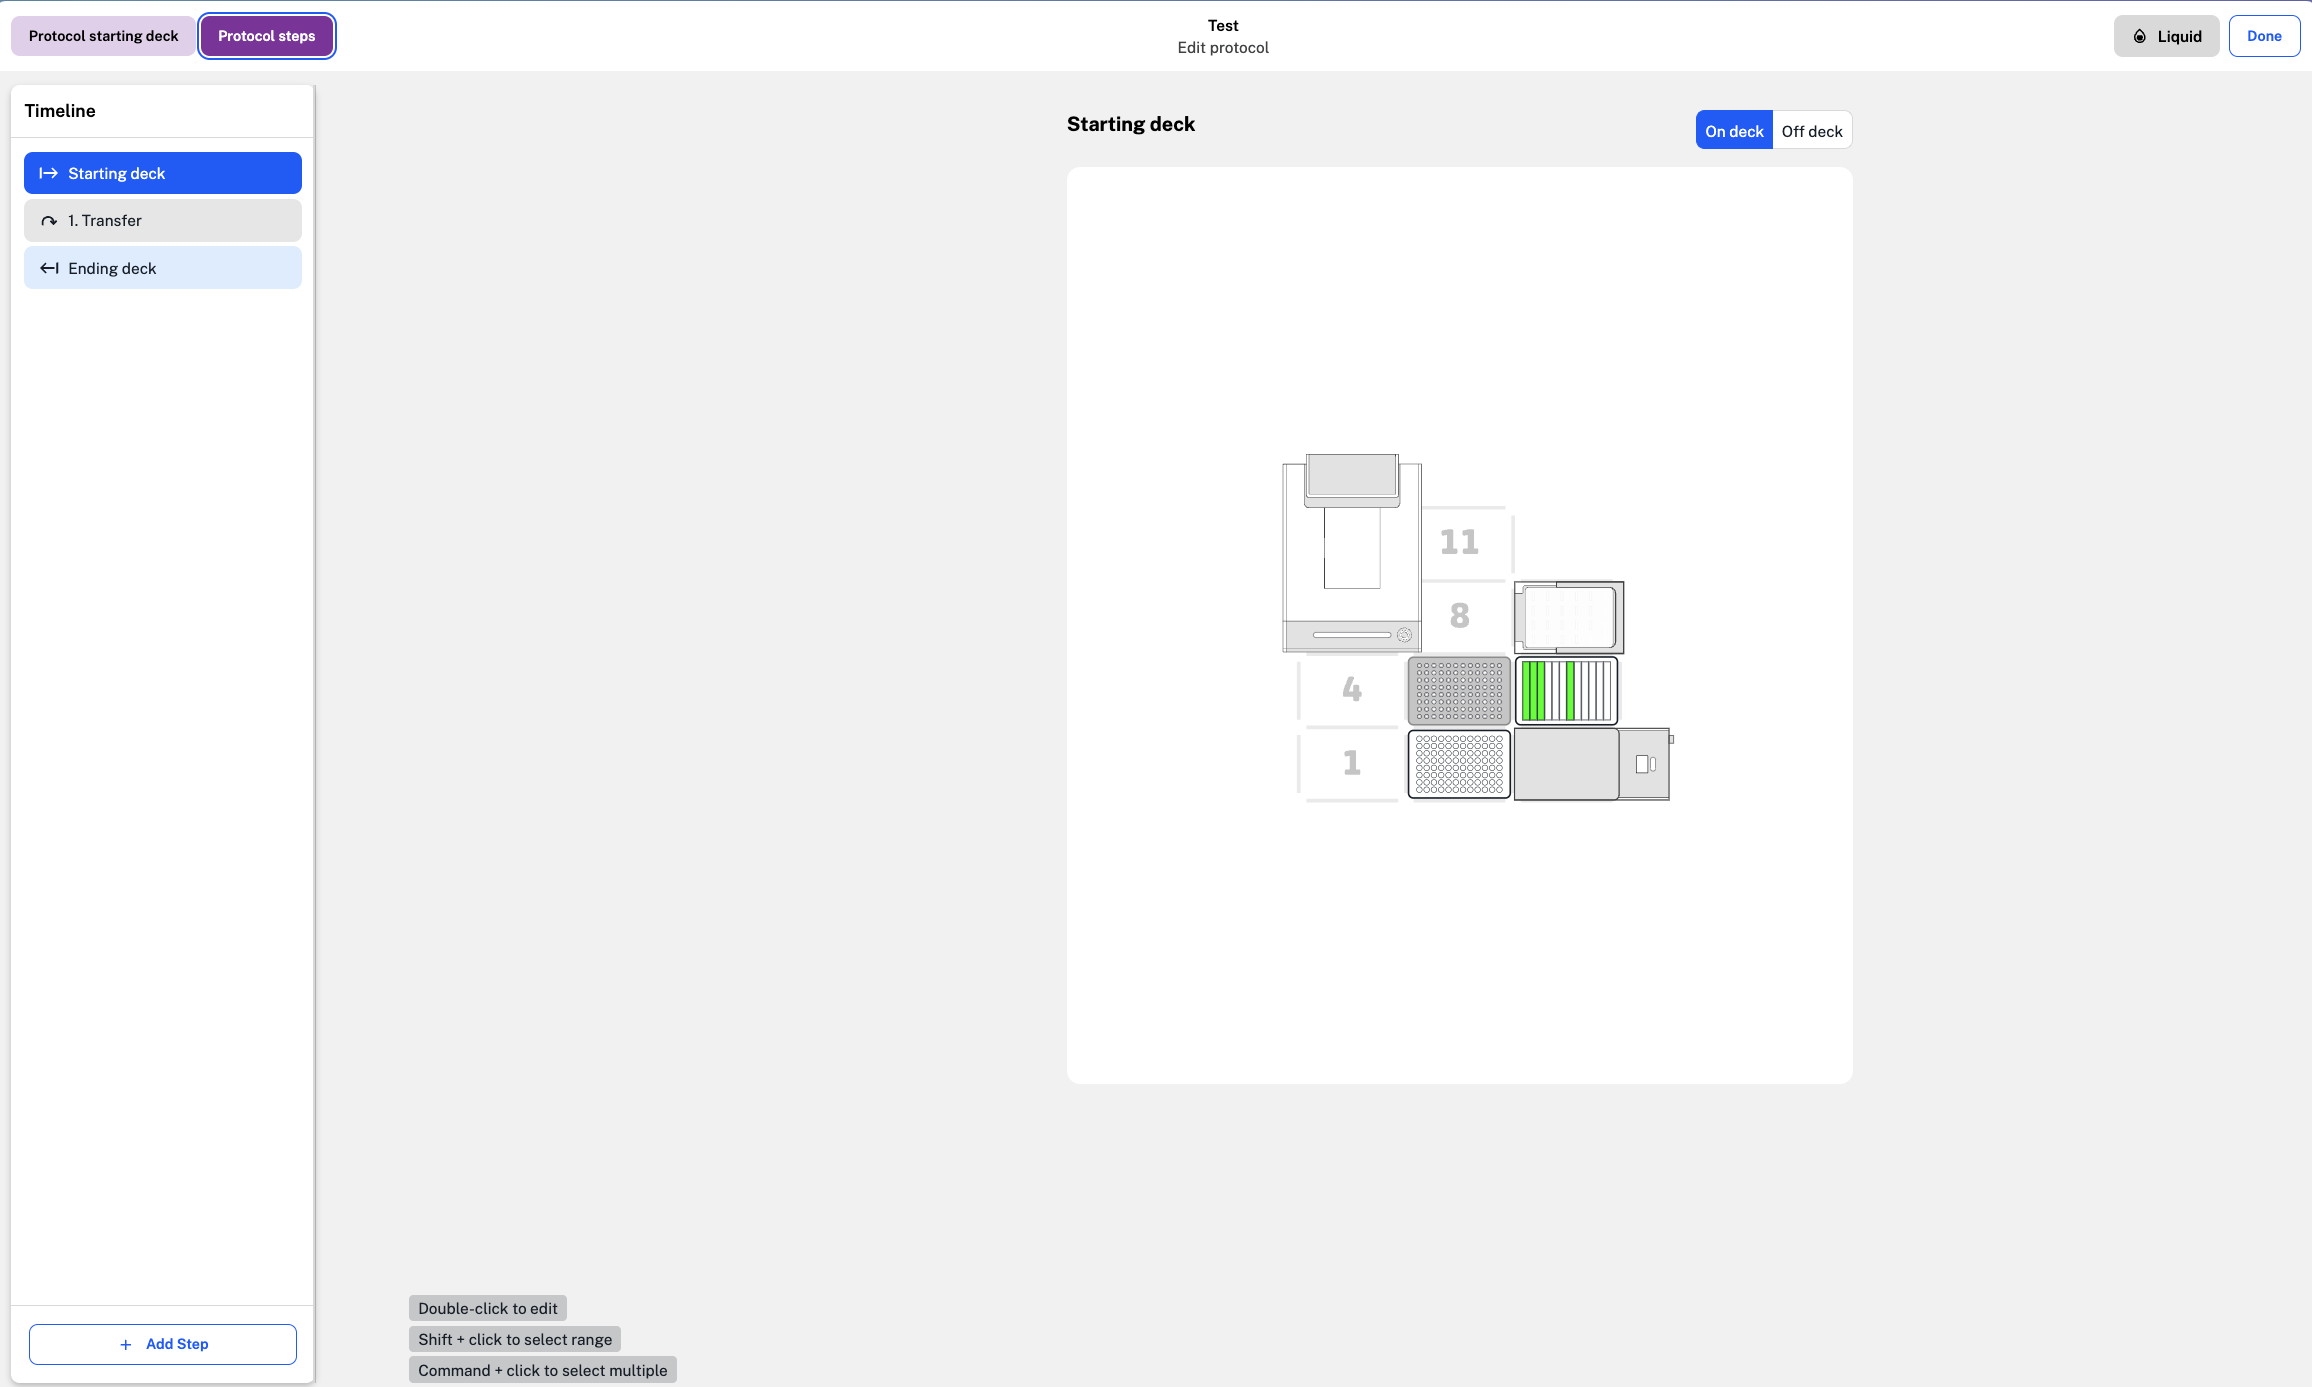 Protocol starting deck
Protocol steps
Test
Edit protocol
Liquid
Done
Timeline
Starting deck
1. Transfer
Ending deck
Add Step
Starting deck
On deck
Off deck
11
8
4
1
Double-click to edit
Shift + click to select range
Command + click to select multiple